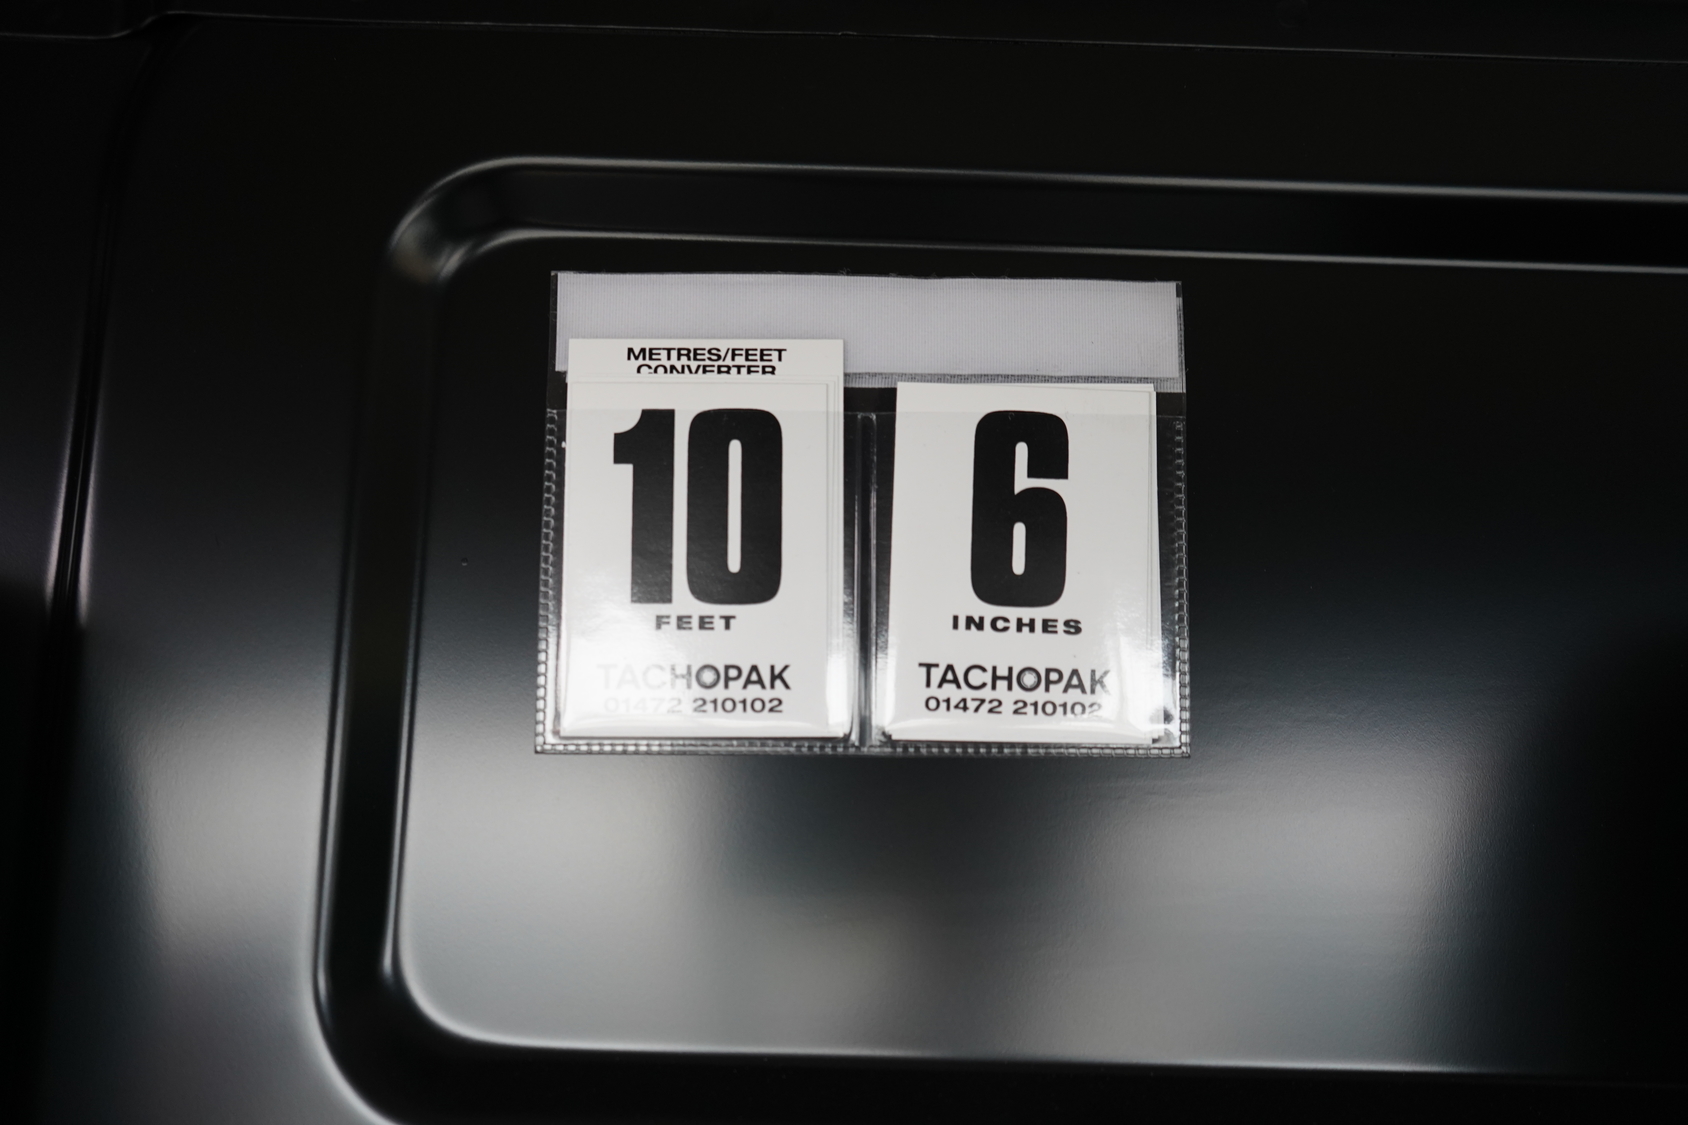 METRES/FEET
CONVERTER
10
FEET
TACHOPAK
01472 210102
6
INCHES
TACHOPAK
01472 210102